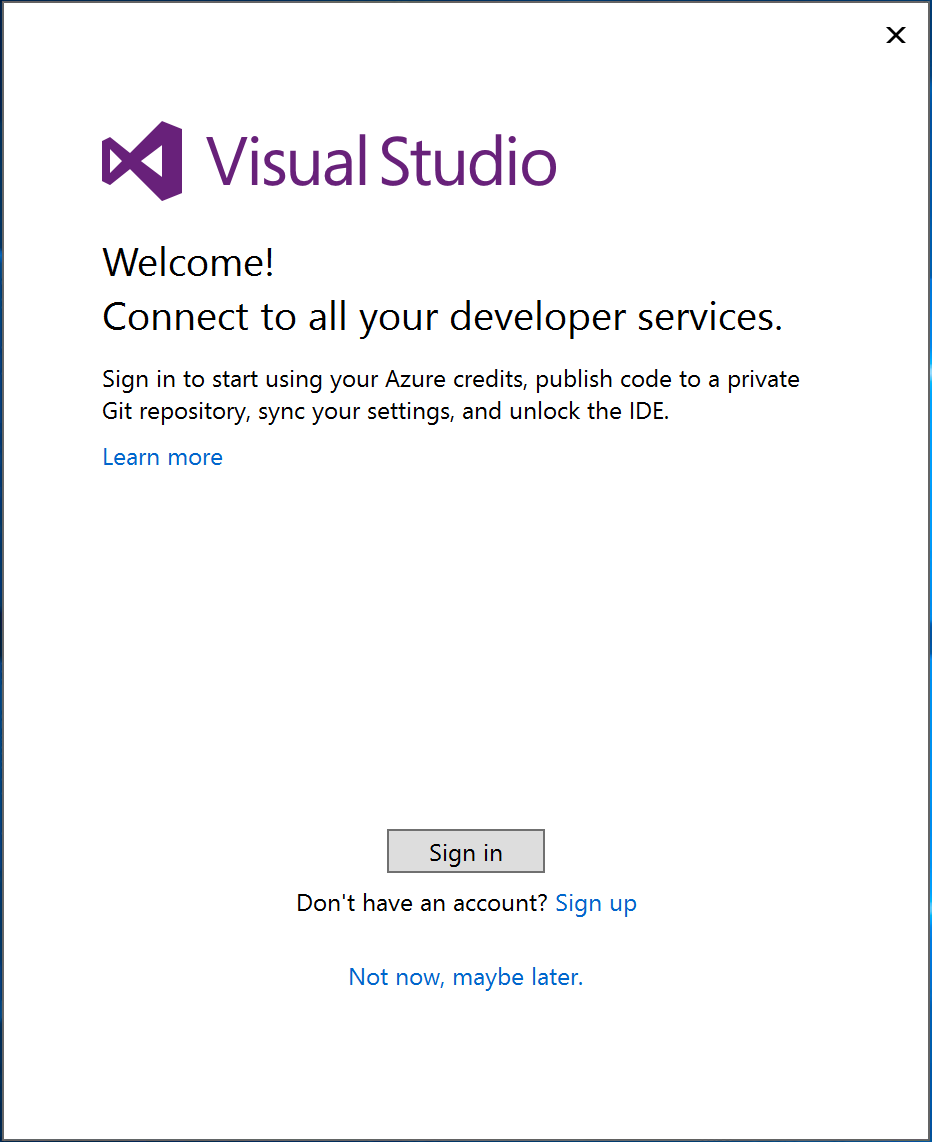 Visual Studio
Welcome!
Connect to all your developer services.
Sign in to start using your Azure credits, publish code to a private
Git repository, sync your settings, and unlock the IDE.
Learn more
Sign in
Don't have an account? Sign up
Not now, maybe later.